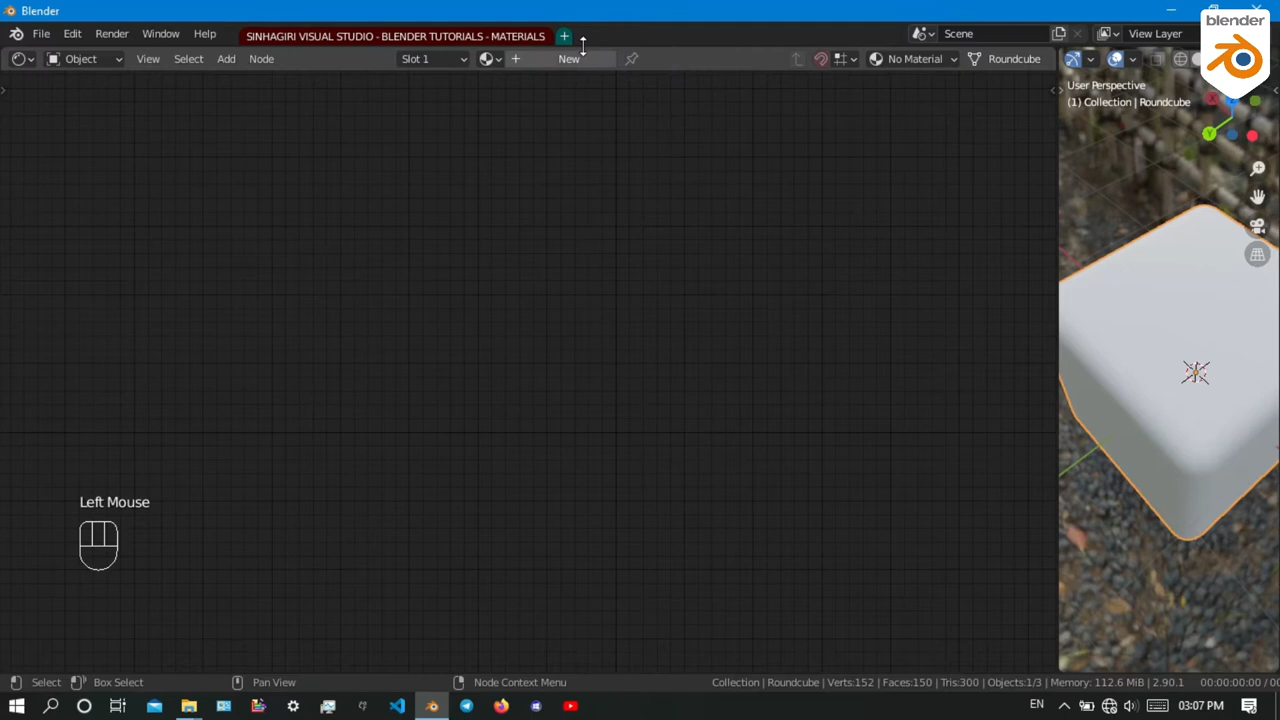 Blender
blender
File Edit Render Window Help SINHAGIRI VISUAL STUDIO - BLENDER TUTORIALS - MATERIALS + Scene View Layer
Object View Select Add Node Slot 1 New No Material Roundcube
User Perspective
(1) Collection | Roundcube
Y
Left Mouse
Select Box Select Pan View Node Context Menu Collection | Roundcube | Verts:152 | Faces:150 | Tris:300 | Objects:1/3 | Memory: 112.6 MiB | 2.90.1 00:00:00:00 / 00
EN 03:07 PM